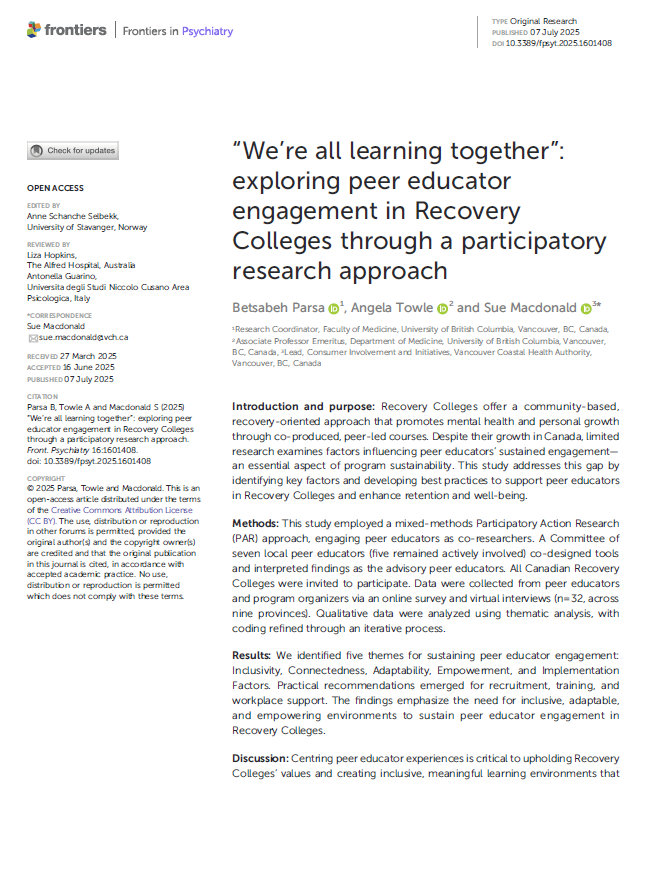 frontiers | Frontiers in Psychiatry
TYPE Original Research
PUBLISHED 07 July 2025
DOI 10.3389/fpsyt.2025.1601408
Check for updates
OPEN ACCESS
EDITED BY
Anne Schanche Selbekk,
University of Stavanger, Norway
REVIEWED BY
Liza Hopkins,
The Alfred Hospital, Australia
Antonella Guarino,
Universita degli Studi Niccolo Cusano Area
Psicologica, Italy
*CORRESPONDENCE
Sue Macdonald
sue.macdonald@vch.ca
RECEIVED 27 March 2025
ACCEPTED 16 June 2025
PUBLISHED 07 July 2025
CITATION
Parsa B, Towle A and Macdonald S (2025)
“We’re all learning together”: exploring peer
educator engagement in Recovery Colleges
through a participatory research approach.
Front. Psychiatry 16:1601408.
doi: 10.3389/fpsyt.2025.1601408
COPYRIGHT
© 2025 Parsa, Towle and Macdonald. This is an
open-access article distributed under the terms
of the Creative Commons Attribution License
(CC BY). The use, distribution or reproduction
in other forums is permitted, provided the
original author(s) and the copyright owner(s)
are credited and that the original publication
in this journal is cited, in accordance with
accepted academic practice. No use,
distribution or reproduction is permitted
which does not comply with these terms.
“We’re all learning together”:
exploring peer educator
engagement in Recovery
Colleges through a participatory
research approach
Betsabeh Parsa iD 1, Angela Towle iD 2 and Sue Macdonald iD 3*
1Research Coordinator, Faculty of Medicine, University of British Columbia, Vancouver, BC, Canada,
2Associate Professor Emeritus, Department of Medicine, University of British Columbia, Vancouver,
BC, Canada, 3Lead, Consumer Involvement and Initiatives, Vancouver Coastal Health Authority,
Vancouver, BC, Canada
Introduction and purpose: Recovery Colleges offer a community-based,
recovery-oriented approach that promotes mental health and personal growth
through co-produced, peer-led courses. Despite their growth in Canada, limited
research examines factors influencing peer educators’ sustained engagement—
an essential aspect of program sustainability. This study addresses this gap by
identifying key factors and developing best practices to support peer educators
in Recovery Colleges and enhance retention and well-being.
Methods: This study employed a mixed-methods Participatory Action Research
(PAR) approach, engaging peer educators as co-researchers. A Committee of
seven local peer educators (five remained actively involved) co-designed tools
and interpreted findings as the advisory peer educators. All Canadian Recovery
Colleges were invited to participate. Data were collected from peer educators
and program organizers via an online survey and virtual interviews (n=32, across
nine provinces). Qualitative data were analyzed using thematic analysis, with
coding refined through an iterative process.
Results: We identified five themes for sustaining peer educator engagement:
Inclusivity, Connectedness, Adaptability, Empowerment, and Implementation
Factors. Practical recommendations emerged for recruitment, training, and
workplace support. The findings emphasize the need for inclusive, adaptable,
and empowering environments to sustain peer educator engagement in
Recovery Colleges.
Discussion: Centring peer educator experiences is critical to upholding Recovery
Colleges’ values and creating inclusive, meaningful learning environments that